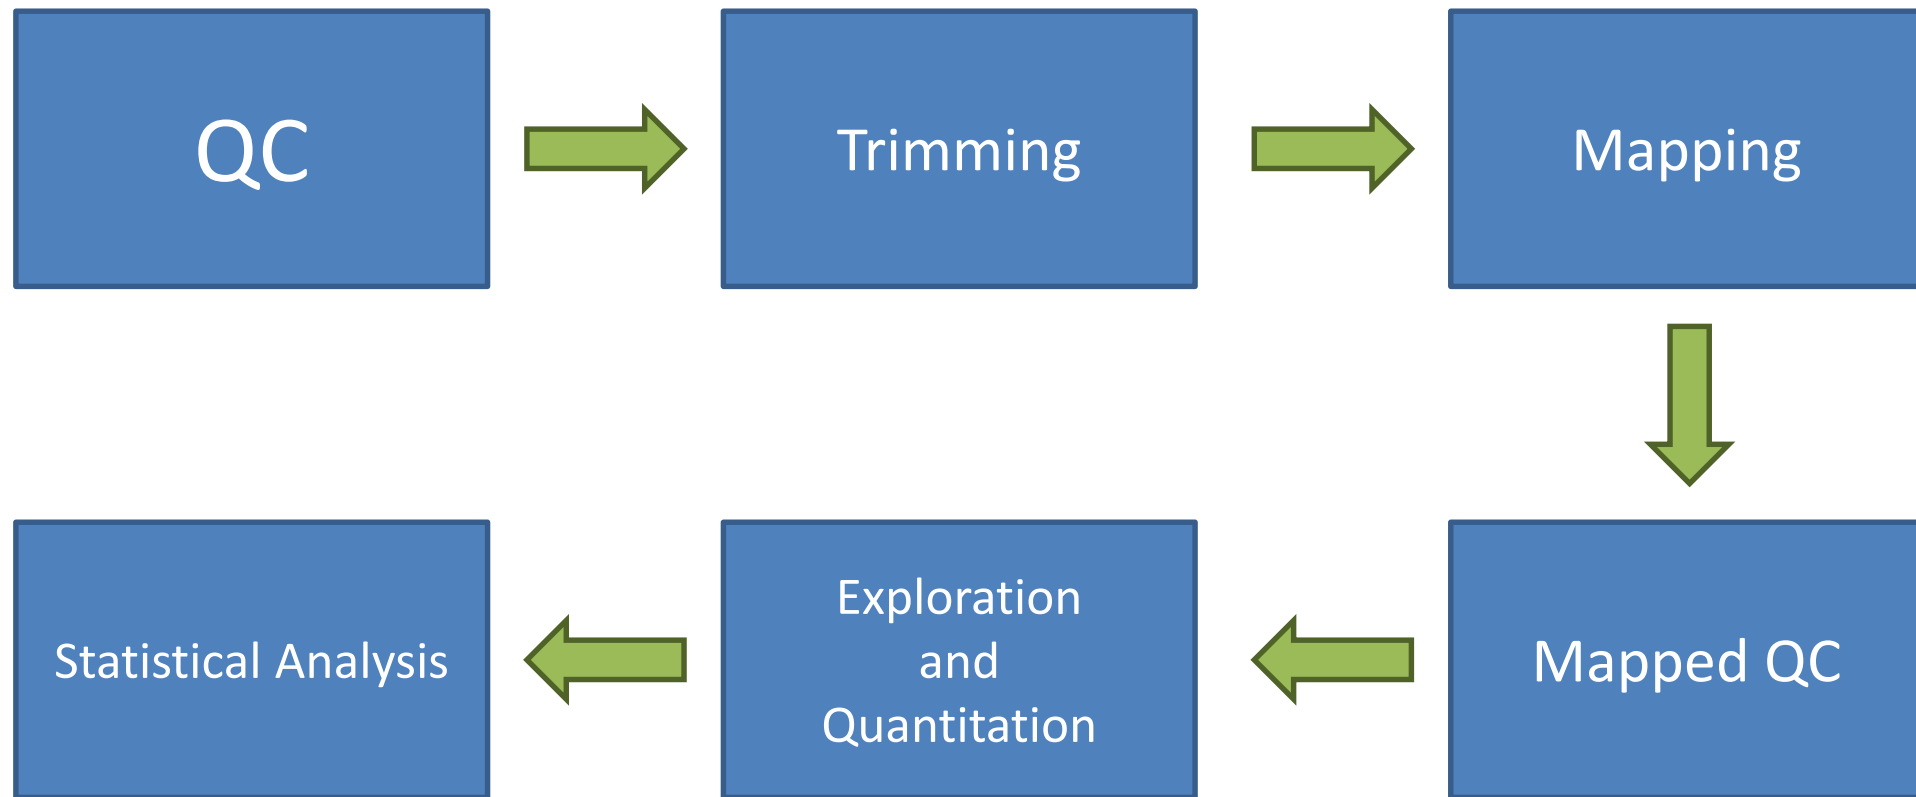 QC
Trimming
Mapping
Mapped QC
Exploration
and
Quantitation
Statistical Analysis